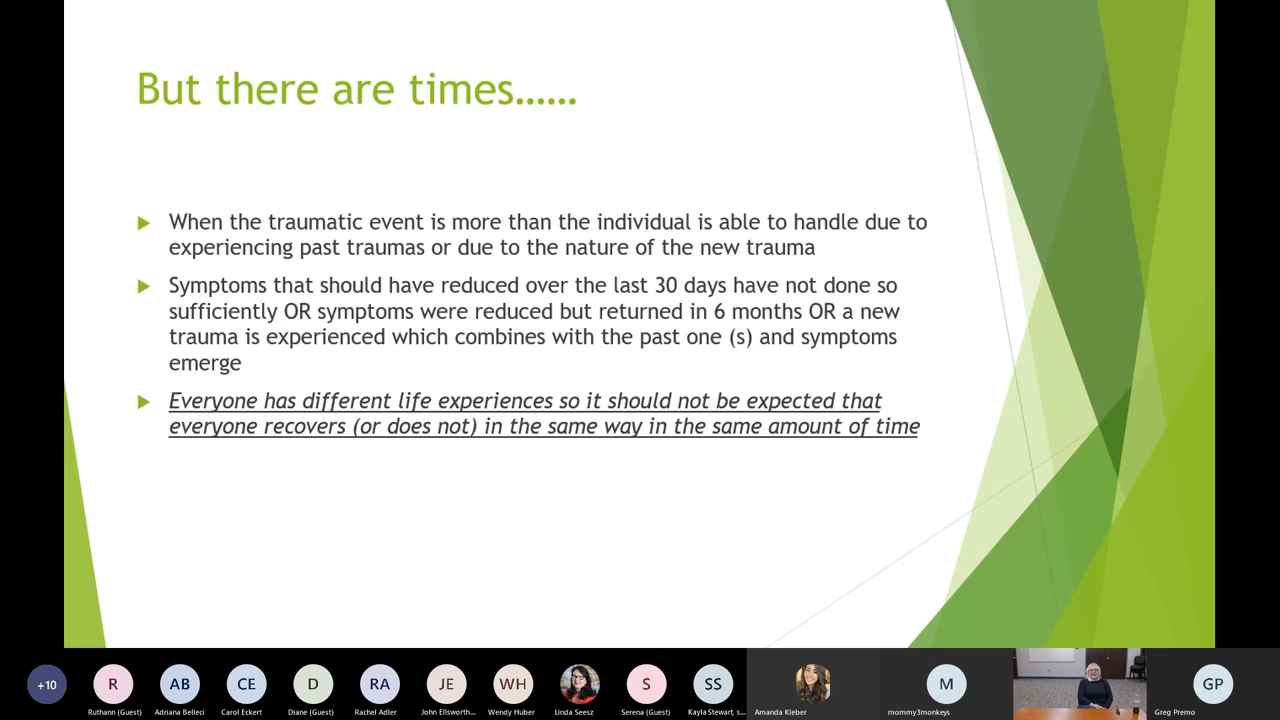 But there are times……
When the traumatic event is more than the individual is able to handle due to
experiencing past traumas or due to the nature of the new trauma
Symptoms that should have reduced over the last 30 days have not done so
sufficiently OR symptoms were reduced but returned in 6 months OR a new
trauma is experienced which combines with the past one (s) and symptoms
emerge
Everyone has different life experiences so it should not be expected that
everyone recovers (or does not) in the same way in the same amount of time
+10
R
AB
CE
D
RA
JE
WH
S
SS
M
GP
Ruthann (Guest)
Adriana Belleci
Carol Eckert
Diane (Guest)
Rachel Adler
John Ellsworth...
Wendy Huber
Linda Seesz
Serena (Guest)
Kayla Stewart, s...
Amanda Kleber
mommy3monkeys
Greg Premo